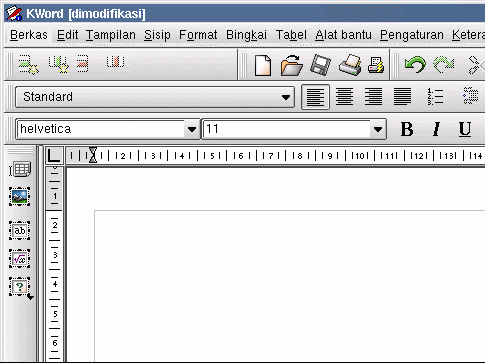 KWord [dimodifikasi]
Berkas Edit Tampilan Sisip Format Bingkai Tabel Alat bantu Pengaturan Ketera
Standard
helvetica 11 B I U
1 2 3 4 5 6 7 8 9 10 11 12 13 14
1
2
3
4
5
6